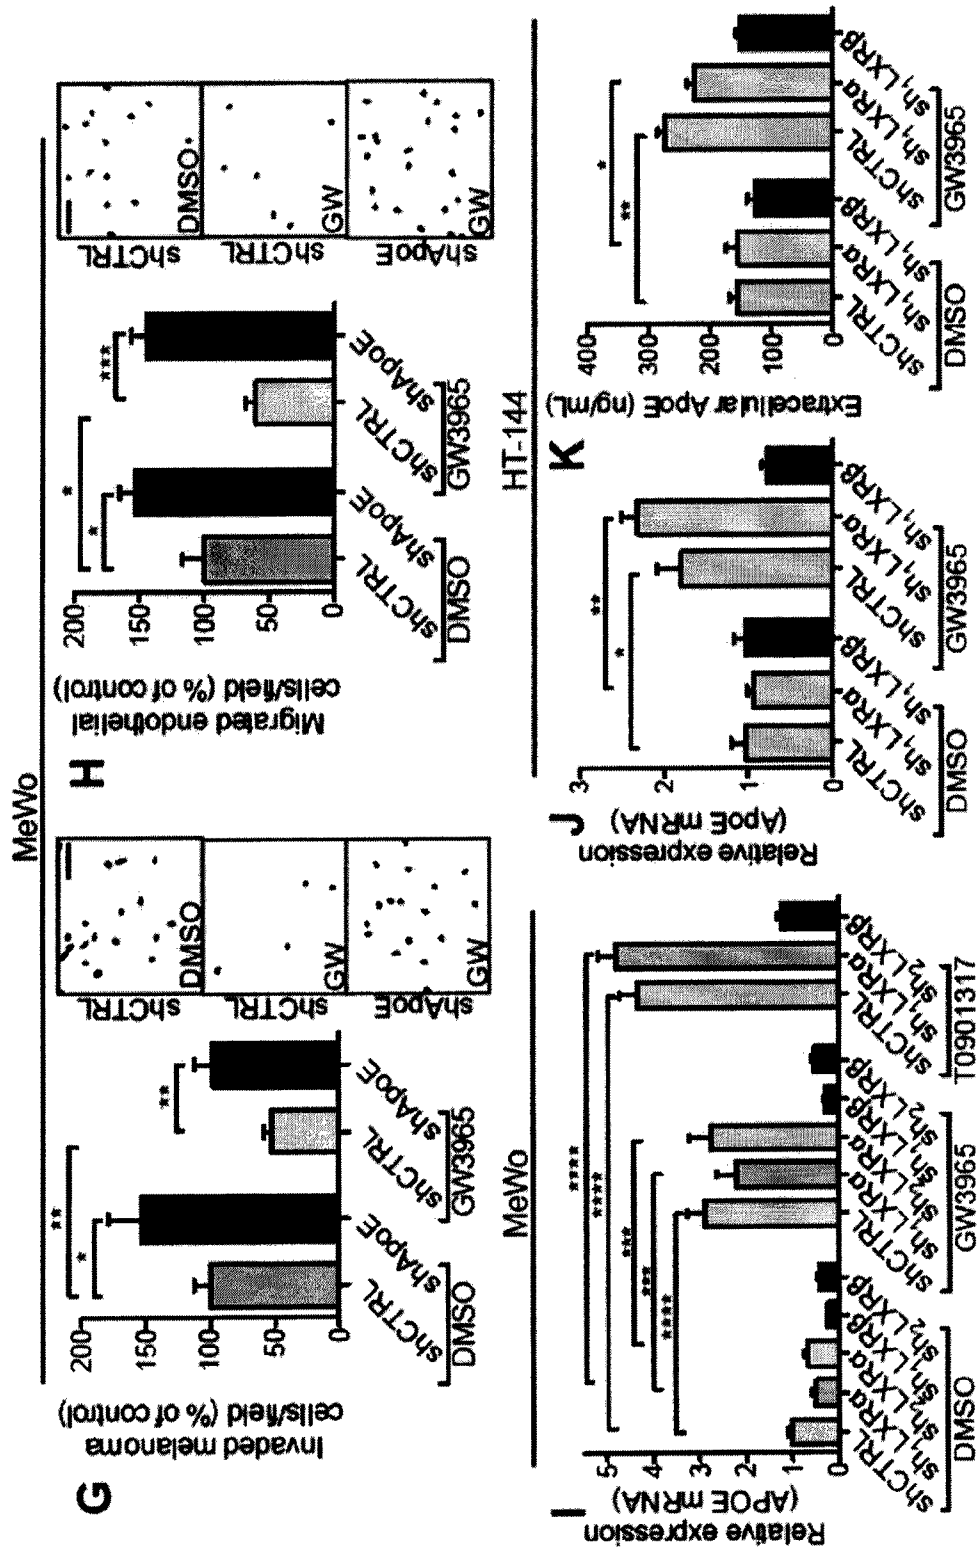 MeWo
G
Invaded melanoma
cells/field (% of control)
200
150
100
50
0
*
**
**
shCTRL
shApoE
shCTRL
shApoE
DMSO
GW3965
shCTRL
DMSO
shCTRL
GW
shApoE
GW
H
Migrated endothelial
cells/field (% of control)
200
150
100
50
0
*
*
***
shCTRL
shApoE
shCTRL
shApoE
DMSO
GW3965
shCTRL
DMSO
shCTRL
GW
shApoE
GW
MeWo
I
Relative expression
(APOE mRNA)
5
4
3
2
1
0
****
****
***
***
****
shCTRL
sh1LXRα
sh2LXRα
sh1LXRβ
sh2LXRβ
shCTRL
sh1LXRα
sh2LXRα
sh1LXRβ
sh2LXRβ
shCTRL
sh1LXRα
sh2LXRβ
DMSO
GW3965
T0901317
HT-144
J
Relative expression
(ApoE mRNA)
3
2
1
0
**
*
shCTRL
sh1LXRα
sh1LXRβ
shCTRL
sh1LXRα
sh1LXRβ
DMSO
GW3965
K
Extracellular ApoE (ng/mL)
400
300
200
100
0
*
**
shCTRL
sh1LXRα
sh1LXRβ
shCTRL
sh1LXRα
sh1LXRβ
DMSO
GW3965